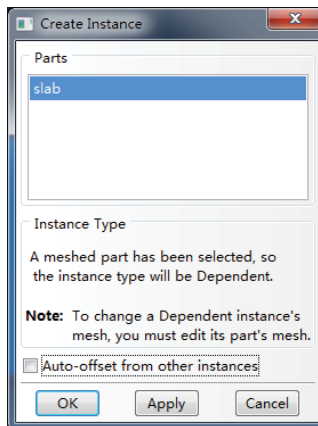 Create Instance
Parts
slab
Instance Type
A meshed part has been selected, so
the instance type will be Dependent.
Note: To change a Dependent instance's
mesh, you must edit its part's mesh.
Auto-offset from other instances
OK Apply Cancel